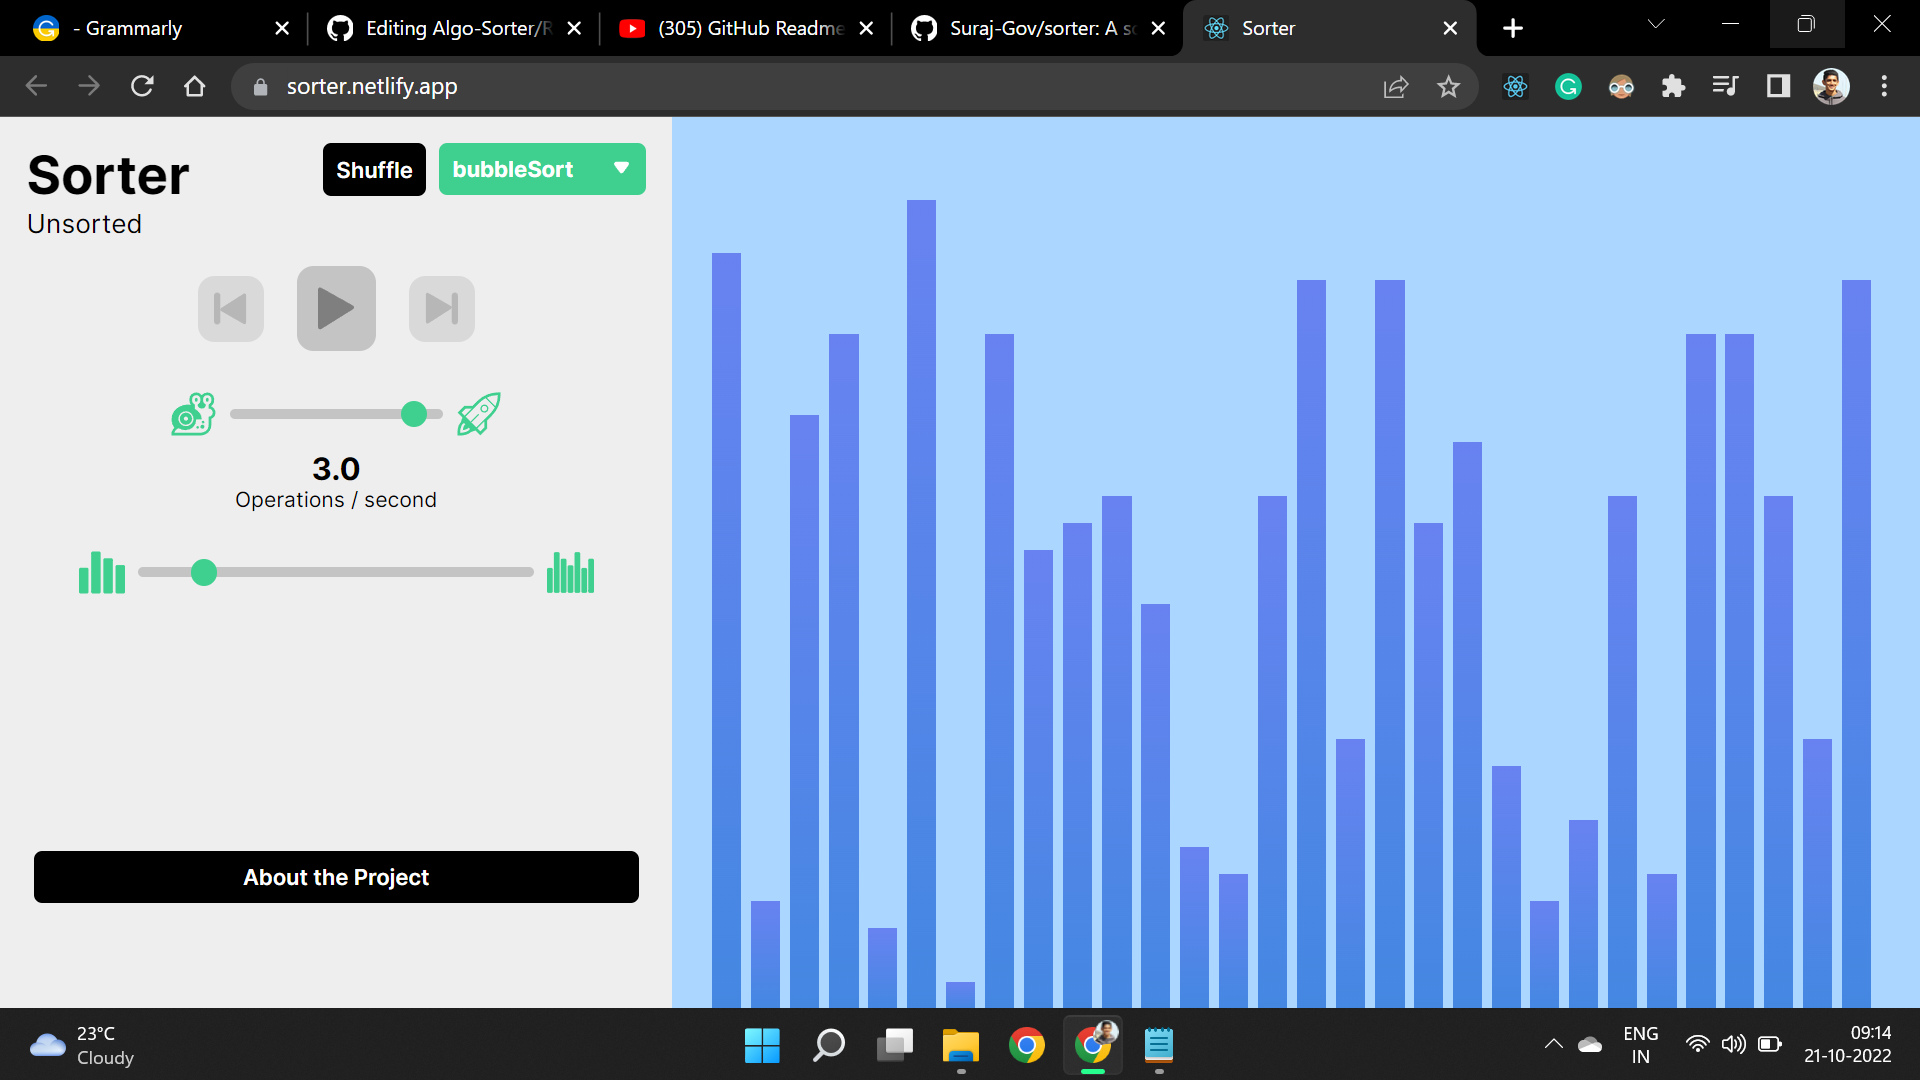 - Grammarly
Editing Algo-Sorter/R
(305) GitHub Readme
Suraj-Gov/sorter: A so
Sorter
sorter.netlify.app
Sorter
Shuffle
bubbleSort
Unsorted
3.0
Operations / second
About the Project
23°C
Cloudy
ENG
IN
09:14
21-10-2022